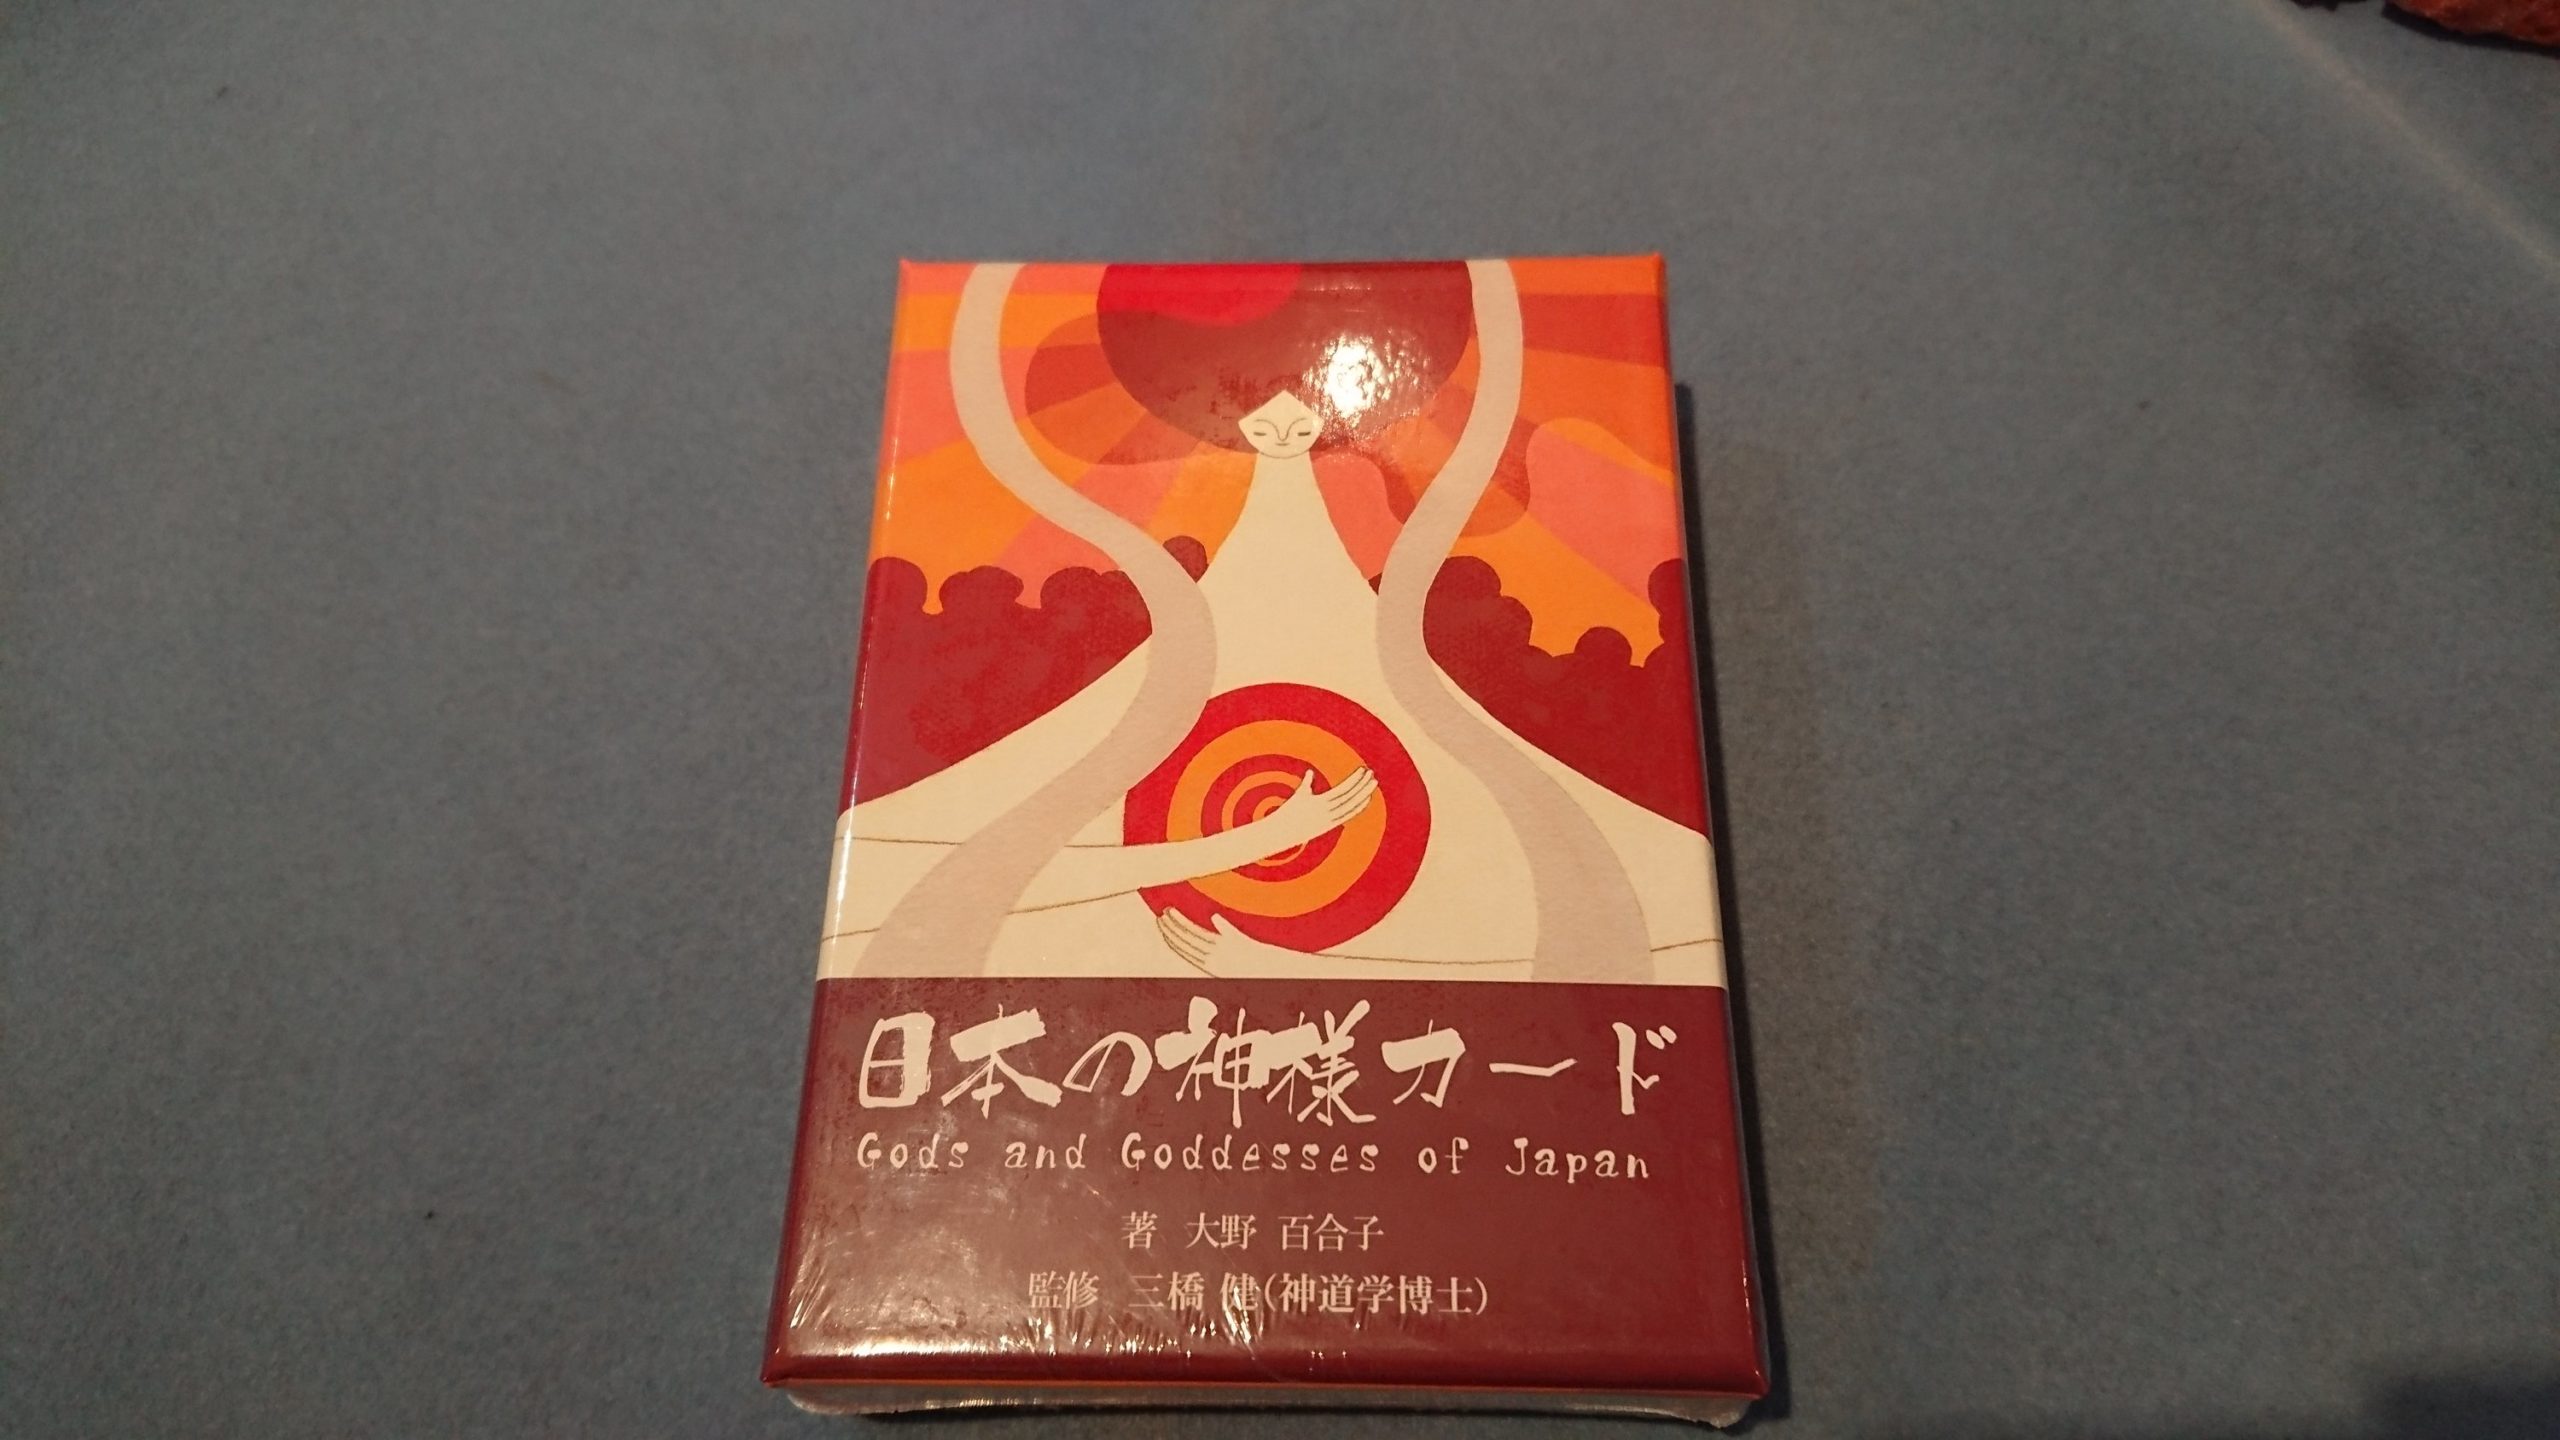 日本の神様カード
Gods and Goddesses of Japan
著 大野 百合子
監修 三橋 健(神道学博士)